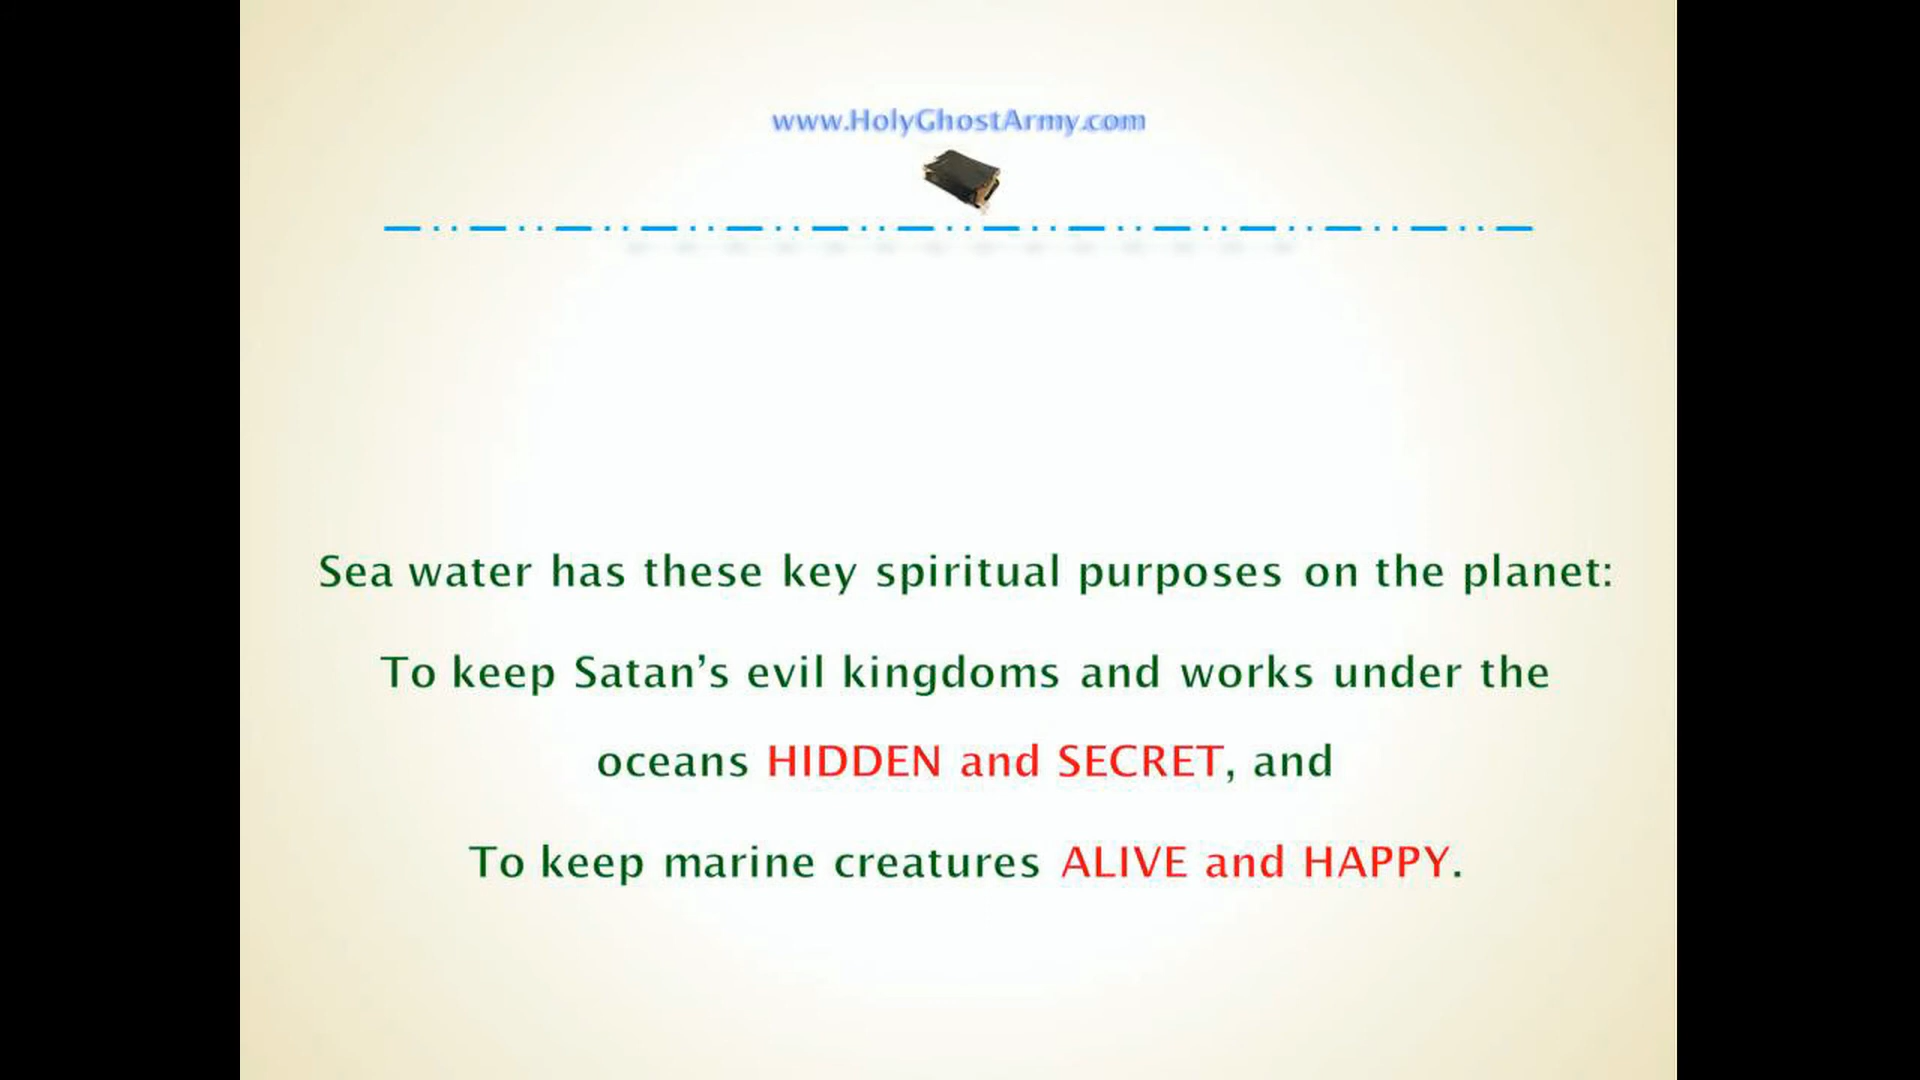 www.HolyGhostArmy.com
Sea water has these key spiritual purposes on the planet:
To keep Satan’s evil kingdoms and works under the
oceans HIDDEN and SECRET, and
To keep marine creatures ALIVE and HAPPY.